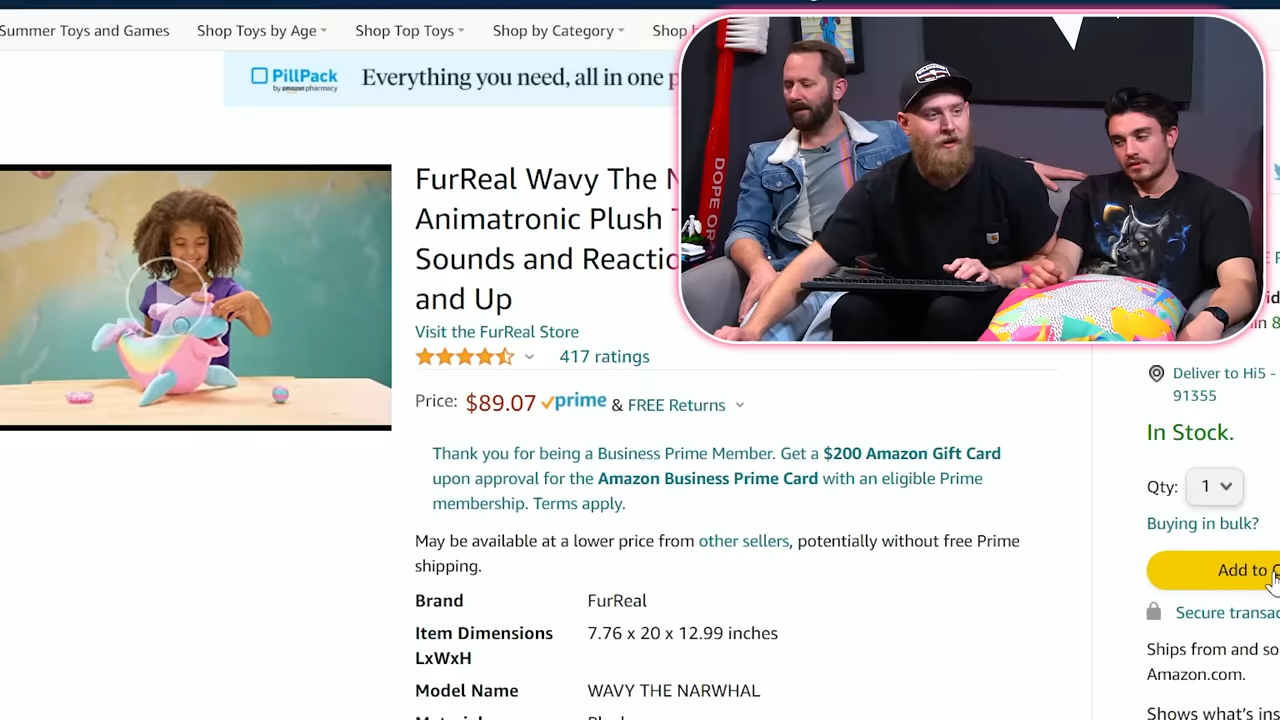 Summer Toys and Games Shop Toys by Age Shop Top Toys Shop by Category Shop
PillPack
by amazon pharmacy
Everything you need, all in one
DOPE OR
FurReal Wavy The
Animatronic Plush
Sounds and
and Up
Visit the FurReal Store
417 ratings
Price: $89.07 prime & FREE Returns
Thank you for being a Business Prime Member. Get a $200 Amazon Gift Card
upon approval for the Amazon Business Prime Card with an eligible Prime
membership. Terms apply.
May be available at a lower price from other sellers, potentially without free Prime
shipping.
Brand FurReal
Item Dimensions 7.76 x 20 x 12.99 inches
LxWxH
Model Name WAVY THE NARWHAL
Deliver to Hi5 -
91355
In Stock.
Qty: 1
Buying in bulk?
Add to
Secure
Ships from and
Amazon.com.
Shows what's